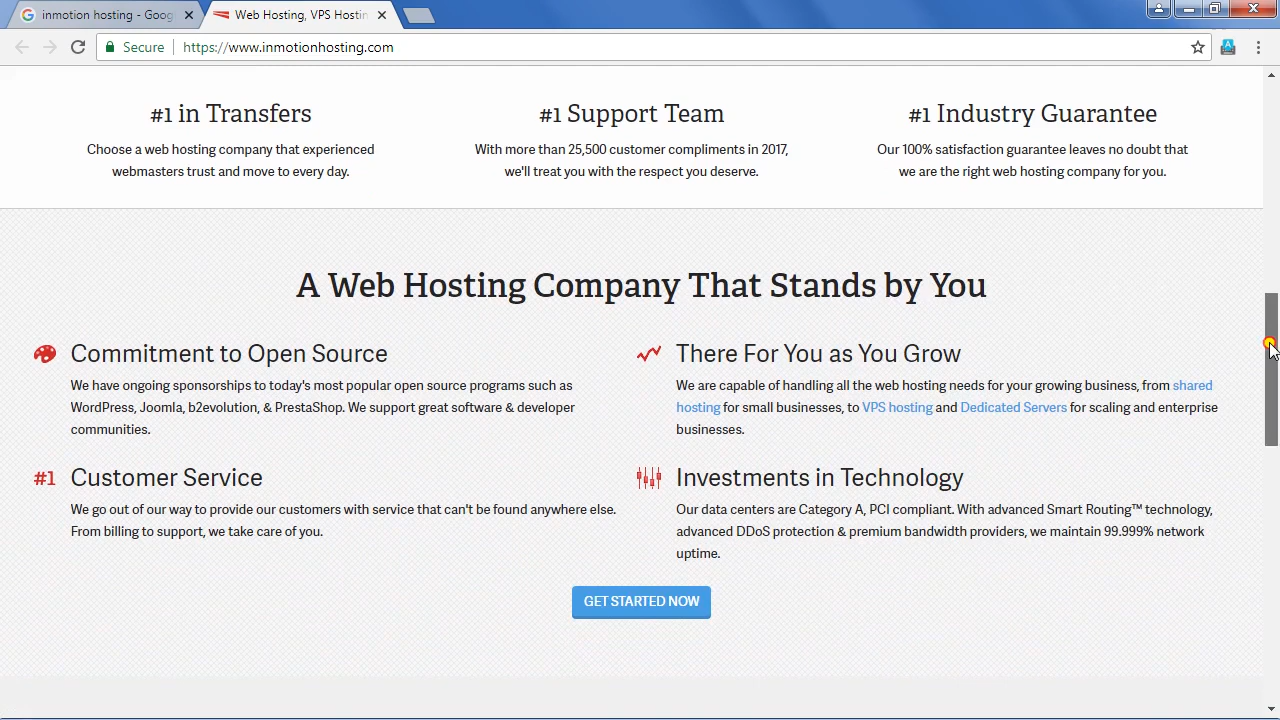 inmotion hosting - Goog
Web Hosting, VPS Hostin
Secure
https://www.inmotionhosting.com
#1 in Transfers
Choose a web hosting company that experienced
webmasters trust and move to every day.
#1 Support Team
With more than 25,500 customer compliments in 2017,
we'll treat you with the respect you deserve.
#1 Industry Guarantee
Our 100% satisfaction guarantee leaves no doubt that
we are the right web hosting company for you.
A Web Hosting Company That Stands by You
Commitment to Open Source
We have ongoing sponsorships to today's most popular open source programs such as
WordPress, Joomla, b2evolution, & PrestaShop. We support great software & developer
communities.
There For You as You Grow
We are capable of handling all the web hosting needs for your growing business, from shared
hosting for small businesses, to VPS hosting and Dedicated Servers for scaling and enterprise
businesses.
#1 Customer Service
We go out of our way to provide our customers with service that can't be found anywhere else.
From billing to support, we take care of you.
Investments in Technology
Our data centers are Category A, PCI compliant. With advanced Smart Routing™ technology,
advanced DDoS protection & premium bandwidth providers, we maintain 99.999% network
uptime.
GET STARTED NOW